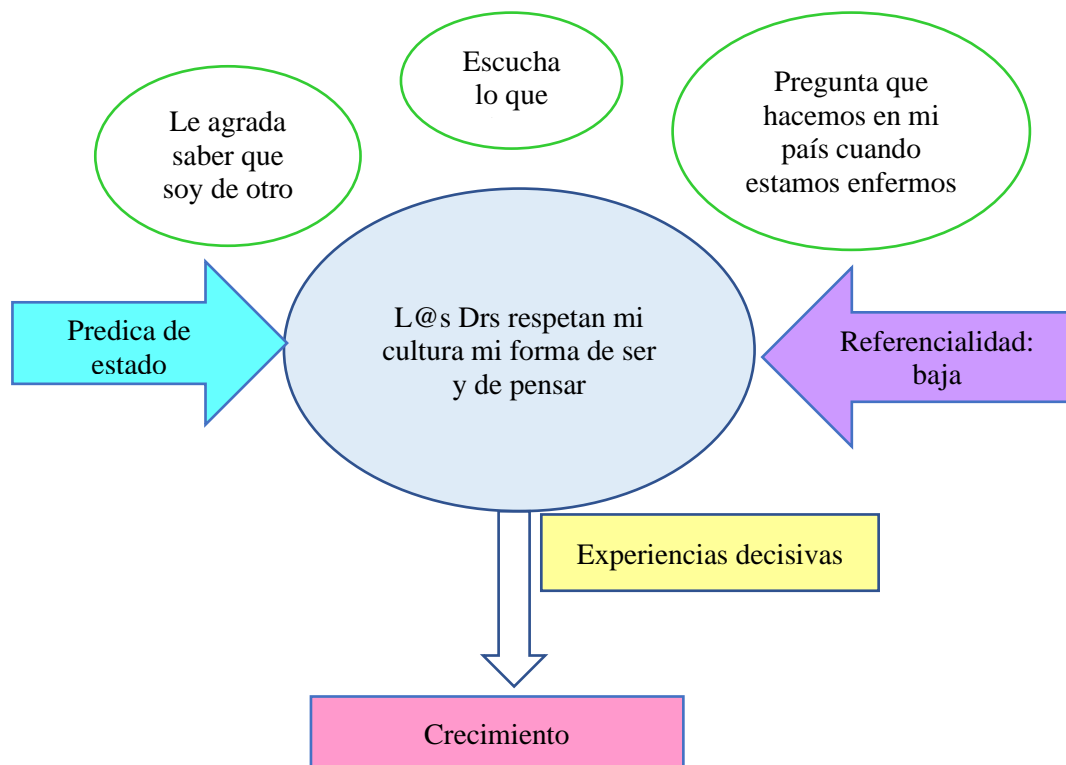 Escucha
lo que
Le agrada
saber que
soy de otro
Pregunta que
hacemos en mi
país cuando
estamos enfermos
Predica de
estado
L@s Drs respetan mi
cultura mi forma de ser
y de pensar
Referencialidad:
baja
Experiencias decisivas
Crecimiento